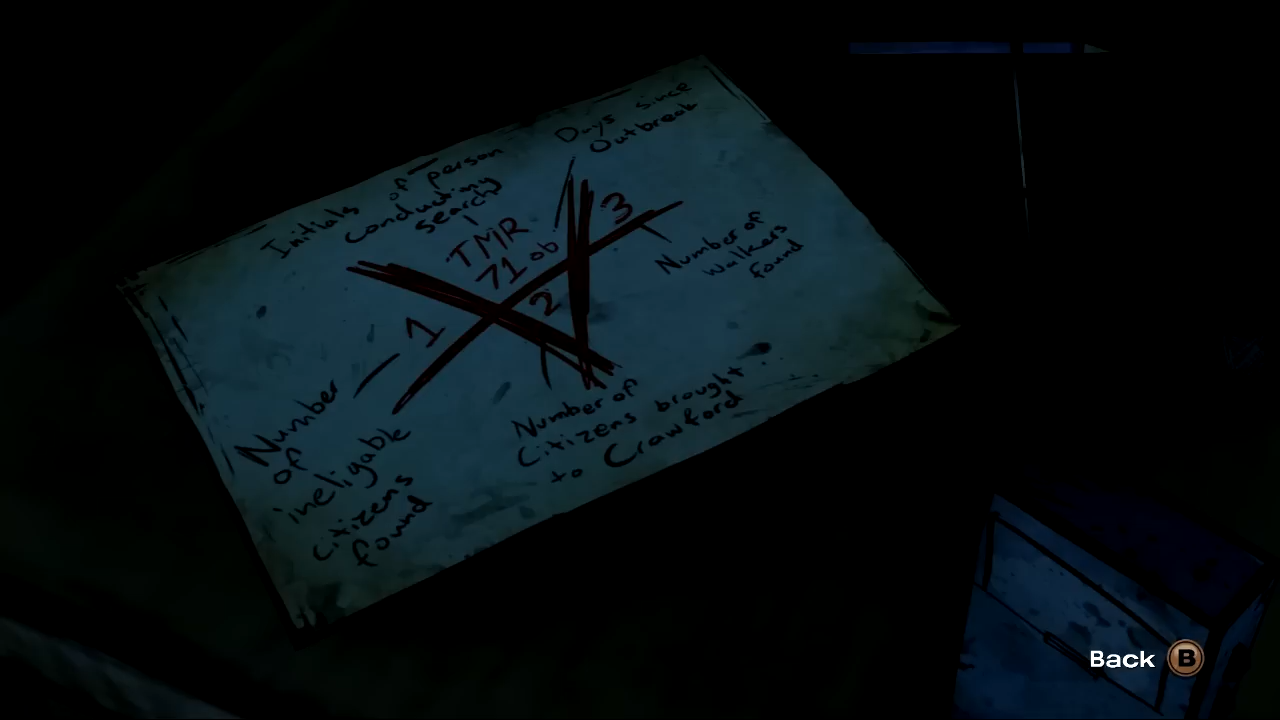 Days since
Outbreak
Initials of person
conducting
search
TMR
71 ob
3
Number of
walkers
found
1
2
Number
of
ineligable
citizens
found
Number of
Citizens brought
to Crawford
Back B